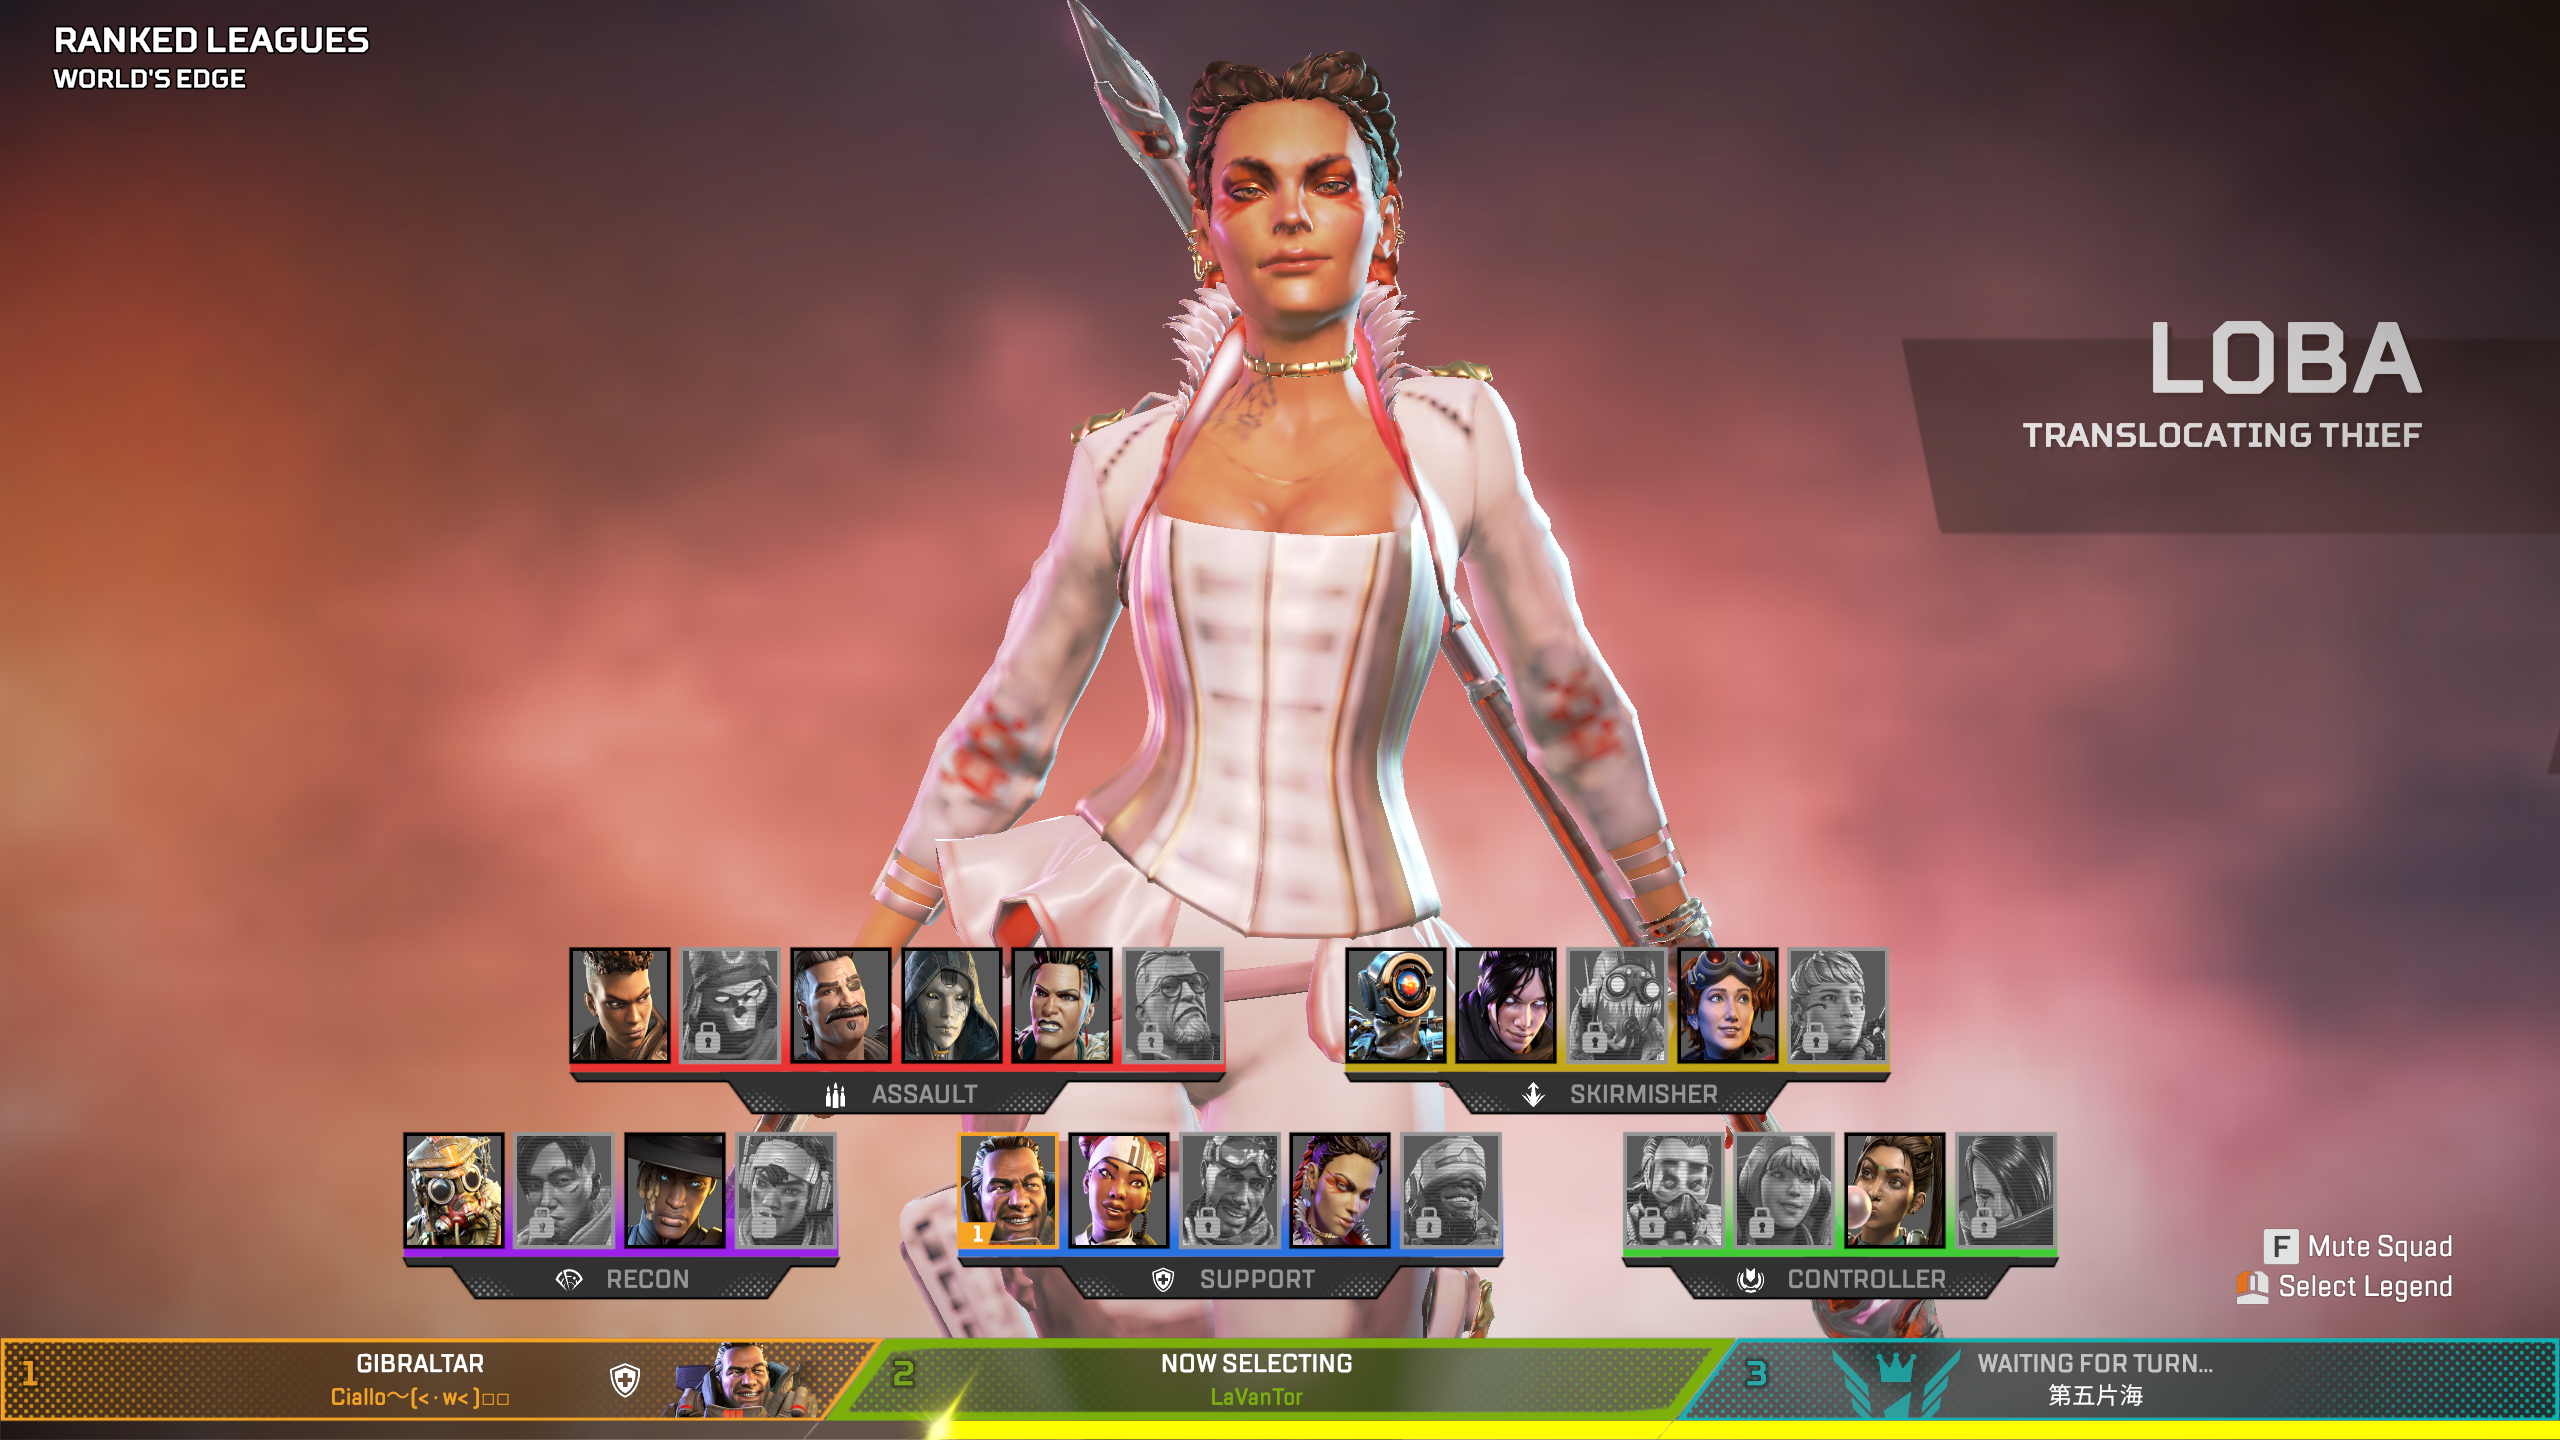 RANKED LEAGUES
WORLD'S EDGE
LOBA
TRANSLOCATING THIEF
ASSAULT
SKIRMISHER
1
RECON
SUPPORT
CONTROLLER
F Mute Squad
Select Legend
1
GIBRALTAR
Ciallo～(<·w<)□□
2
NOW SELECTING
LaVanTor
3
WAITING FOR TURN...
第五片海